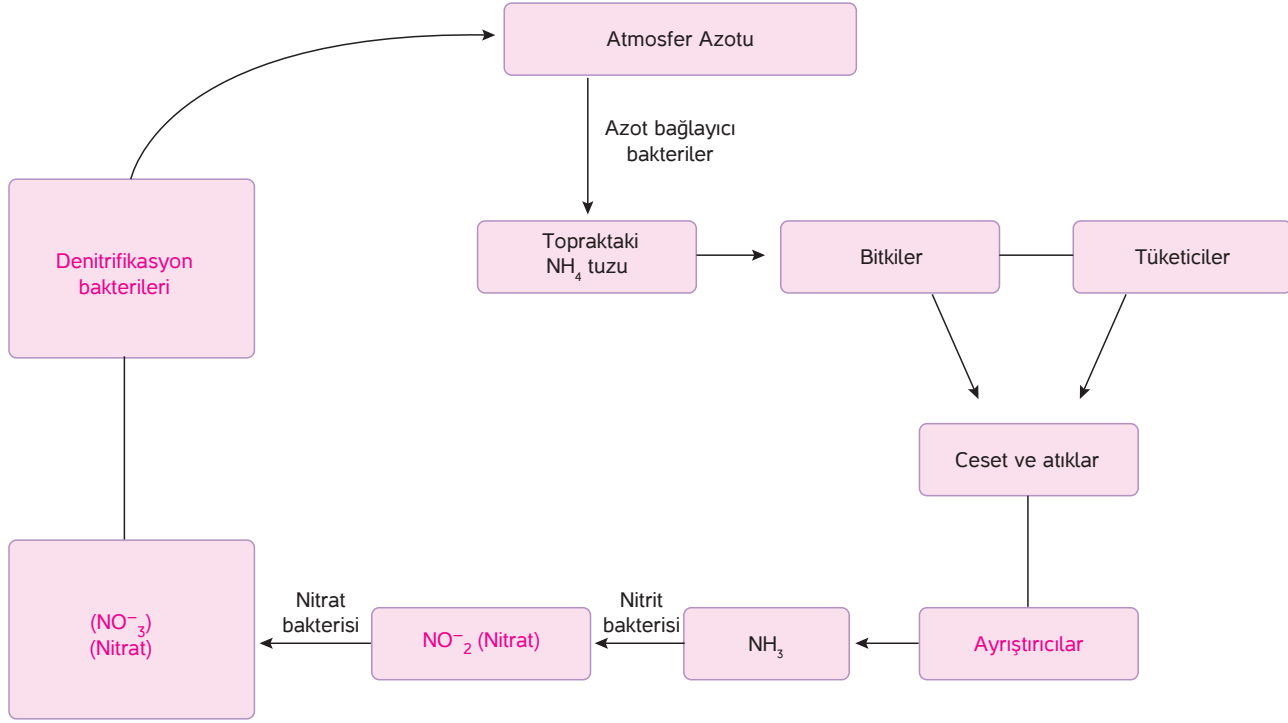 Atmosfer Azotu
Azot bağlayıcı
bakteriler
Denitrifikasyon
bakterileri
Topraktaki
NH₄ tuzu
Bitkiler
Tüketiciler
Ceset ve atıklar
(NO⁻₃)
(Nitrat)
Nitrat
bakterisi
NO⁻₂ (Nitrat)
Nitrit
bakterisi
NH₃
Ayrıştırıcılar